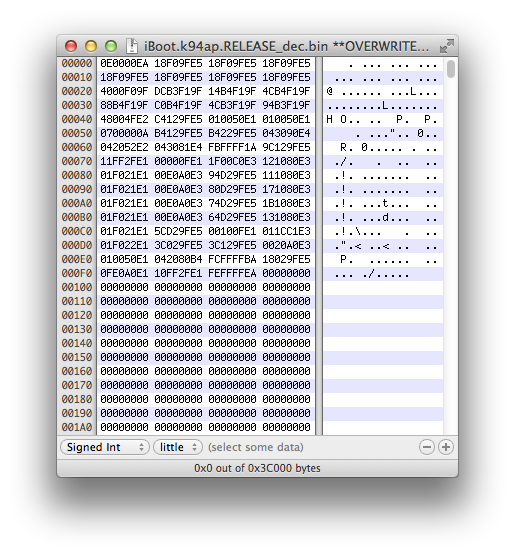 iBoot.k94ap.RELEASE_dec.bin **OVERWRITE…
00000 0E0000EA 18F09FE5 18F09FE5 18F09FE5 . .... ... ...
00010 18F09FE5 18F09FE5 18F09FE5 18F09FE5 ... ... ... ...
00020 4000F09F DCB3F19F 14B4F19F 4CB4F19F @ ...... ...L...
00030 88B4F19F C0B4F19F 4CB3F19F 94B3F19F ........L.......
00040 48004FE2 C4129FE5 010050E1 010050E1 H O.. .. P. P.
00050 0700000A B4129FE5 B4229FE5 043090E4 . ...".. 0..
00060 042052E2 043081E4 FBFFFF1A 9C129FE5 R. 0..... . ..
00070 11FF2FE1 00000FE1 1F00C0E3 121080E3 ./. . .. ..
00080 01F021E1 00E0A0E3 94D29FE5 111080E3 .!. ....... ..
00090 01F021E1 00E0A0E3 80D29FE5 171080E3 .!. ....... ..
000A0 01F021E1 00E0A0E3 74D29FE5 1B1080E3 .!. ...t... ..
000B0 01F021E1 00E0A0E3 64D29FE5 131080E3 .!. ...d... ..
000C0 01F021E1 5CD29FE5 00100FE1 011CC1E3 .!.\... . ..
000D0 01F022E1 3C029FE5 3C129FE5 0020A0E3 .".< ..< .. ..
000E0 010050E1 042080B4 FCFFFFBA 18029FE5 P. ...... ..
000F0 0FE0A0E1 10FF2FE1 FEFFFFEA 00000000 ... ./.....
00100 00000000 00000000 00000000 00000000
00110 00000000 00000000 00000000 00000000
00120 00000000 00000000 00000000 00000000
00130 00000000 00000000 00000000 00000000
00140 00000000 00000000 00000000 00000000
00150 00000000 00000000 00000000 00000000
00160 00000000 00000000 00000000 00000000
00170 00000000 00000000 00000000 00000000
00180 00000000 00000000 00000000 00000000
00190 00000000 00000000 00000000 00000000
001A0 00000000 00000000 00000000 00000000
Signed Int little (select some data)
0x0 out of 0x3C000 bytes